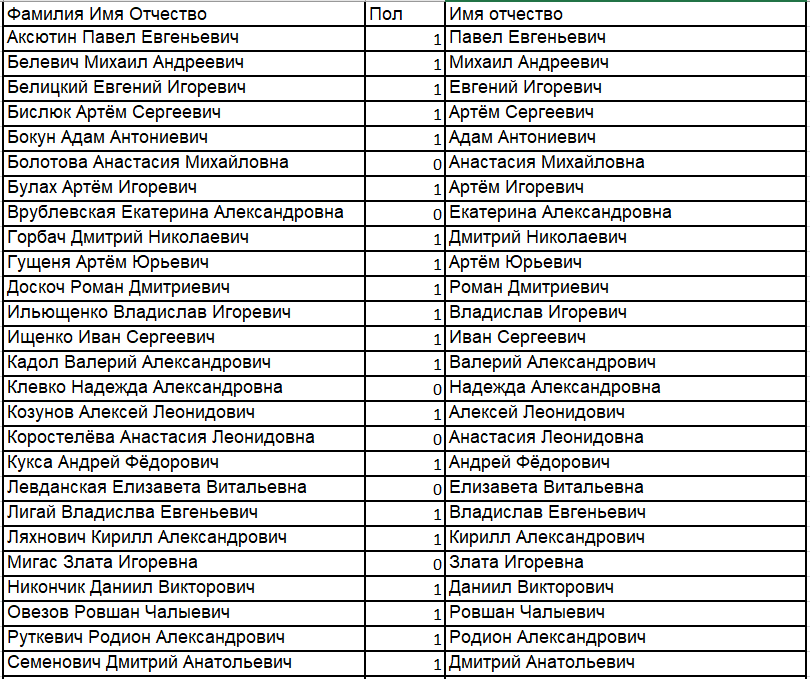 Фамилия Имя Отчество Пол Имя отчество
Аксютин Павел Евгеньевич 1 Павел Евгеньевич
Белевич Михаил Андреевич 1 Михаил Андреевич
Белицкий Евгений Игоревич 1 Евгений Игоревич
Бислюк Артём Сергеевич 1 Артём Сергеевич
Бокун Адам Антониевич 1 Адам Антониевич
Болотова Анастасия Михайловна 0 Анастасия Михайловна
Булах Артём Игоревич 1 Артём Игоревич
Врублевская Екатерина Александровна 0 Екатерина Александровна
Горбач Дмитрий Николаевич 1 Дмитрий Николаевич
Гущеня Артём Юрьевич 1 Артём Юрьевич
Доскоч Роман Дмитриевич 1 Роман Дмитриевич
Ильющенко Владислав Игоревич 1 Владислав Игоревич
Ищенко Иван Сергеевич 1 Иван Сергеевич
Кадол Валерий Александрович 1 Валерий Александрович
Клевко Надежда Александровна 0 Надежда Александровна
Козунов Алексей Леонидович 1 Алексей Леонидович
Коростелёва Анастасия Леонидовна 0 Анастасия Леонидовна
Кукса Андрей Фёдорович 1 Андрей Фёдорович
Левданская Елизавета Витальевна 0 Елизавета Витальевна
Лигай Владислва Евгеньевич 1 Владислав Евгеньевич
Ляхнович Кирилл Александрович 1 Кирилл Александрович
Мигас Злата Игоревна 0 Злата Игоревна
Никончик Даниил Викторович 1 Даниил Викторович
Овезов Ровшан Чалыевич 1 Ровшан Чалыевич
Руткевич Родион Александрович 1 Родион Александрович
Семенович Дмитрий Анатольевич 1 Дмитрий Анатольевич